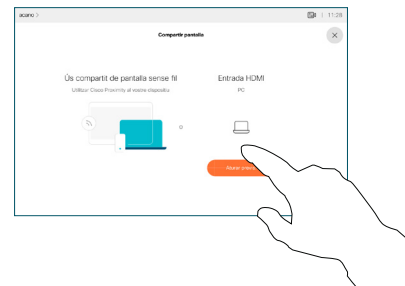 acano >
11:28
Compartir pantalla
Ús compartit de pantalla sense fil
Utilitzar Cisco Proximity al vostre dispositiu
o
Entrada HDMI
PC
Aturar